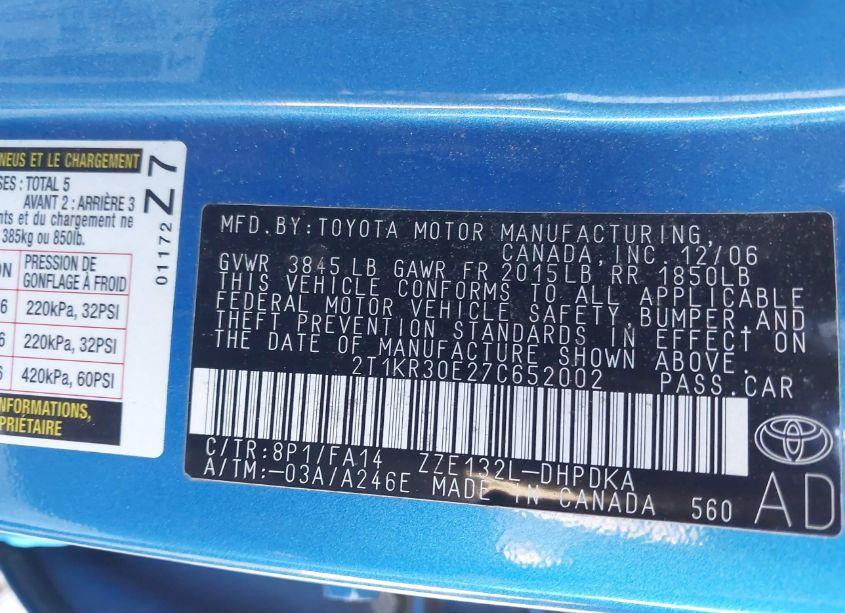 NEUS ET LE CHARGEMENT
SES : TOTAL 5
AVANT 2 : ARRIÈRE 3
nts et du chargement ne
385kg ou 850lb.
ON PRESSION DE
GONFLAGE À FROID
6 220kPa, 32PSI
6 220kPa, 32PSI
6 420kPa, 60PSI
INFORMATIONS,
PRIÉTAIRE
01172 Z7
MFD. BY: TOYOTA MOTOR MANUFACTURING,
CANADA, INC. 12/06
GVWR 3845LB GAWR FR 2015LB RR 1850LB
THIS VEHICLE CONFORMS TO ALL APPLICABLE
FEDERAL MOTOR VEHICLE SAFETY, BUMPER, AND
THEFT PREVENTION STANDARDS IN EFFECT ON
THE DATE OF MANUFACTURE SHOWN ABOVE.
2T1KR30E27C652002 PASS.CAR
C/TR: 8P1/FA14 ZZE132L-DHPDKA
A/TM:-03A/A246E MADE IN CANADA 560
AD